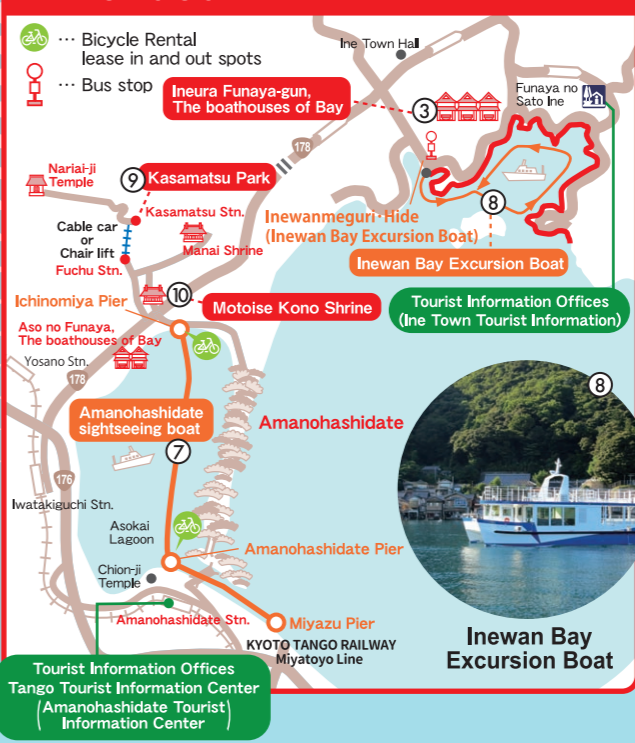 … Bicycle Rental
lease in and out spots
… Bus stop
Ine Town Hall
Ineura Funaya-gun,
The boathouses of Bay
③
Funaya no
Sato Ine
178
Nariai-ji
Temple
⑨
Kasamatsu Park
Kasamatsu Stn.
Cable car
or
Chair lift
Manai Shrine
Fuchu Stn.
Inewanmeguri·Hide
(Inewan Bay Excursion Boat)
⑧
Inewan Bay Excursion Boat
Tourist Information Offices
(Ine Town Tourist Information)
⑩
Motoise Kono Shrine
Ichinomiya Pier
Aso no Funaya,
The boathouses of Bay
Yosano Stn.
178
Amanohashidate
sightseeing boat
⑦
Amanohashidate
⑧
176
Iwatakiguchi Stn.
Asokai
Lagoon
Amanohashidate Pier
Chion-ji
Temple
Amanohashidate Stn.
Miyazu Pier
KYOTO TANGO RAILWAY
Miyatoyo Line
Inewan Bay
Excursion Boat
Tourist Information Offices
Tango Tourist Information Center
(Amanohashidate Tourist
Information Center)